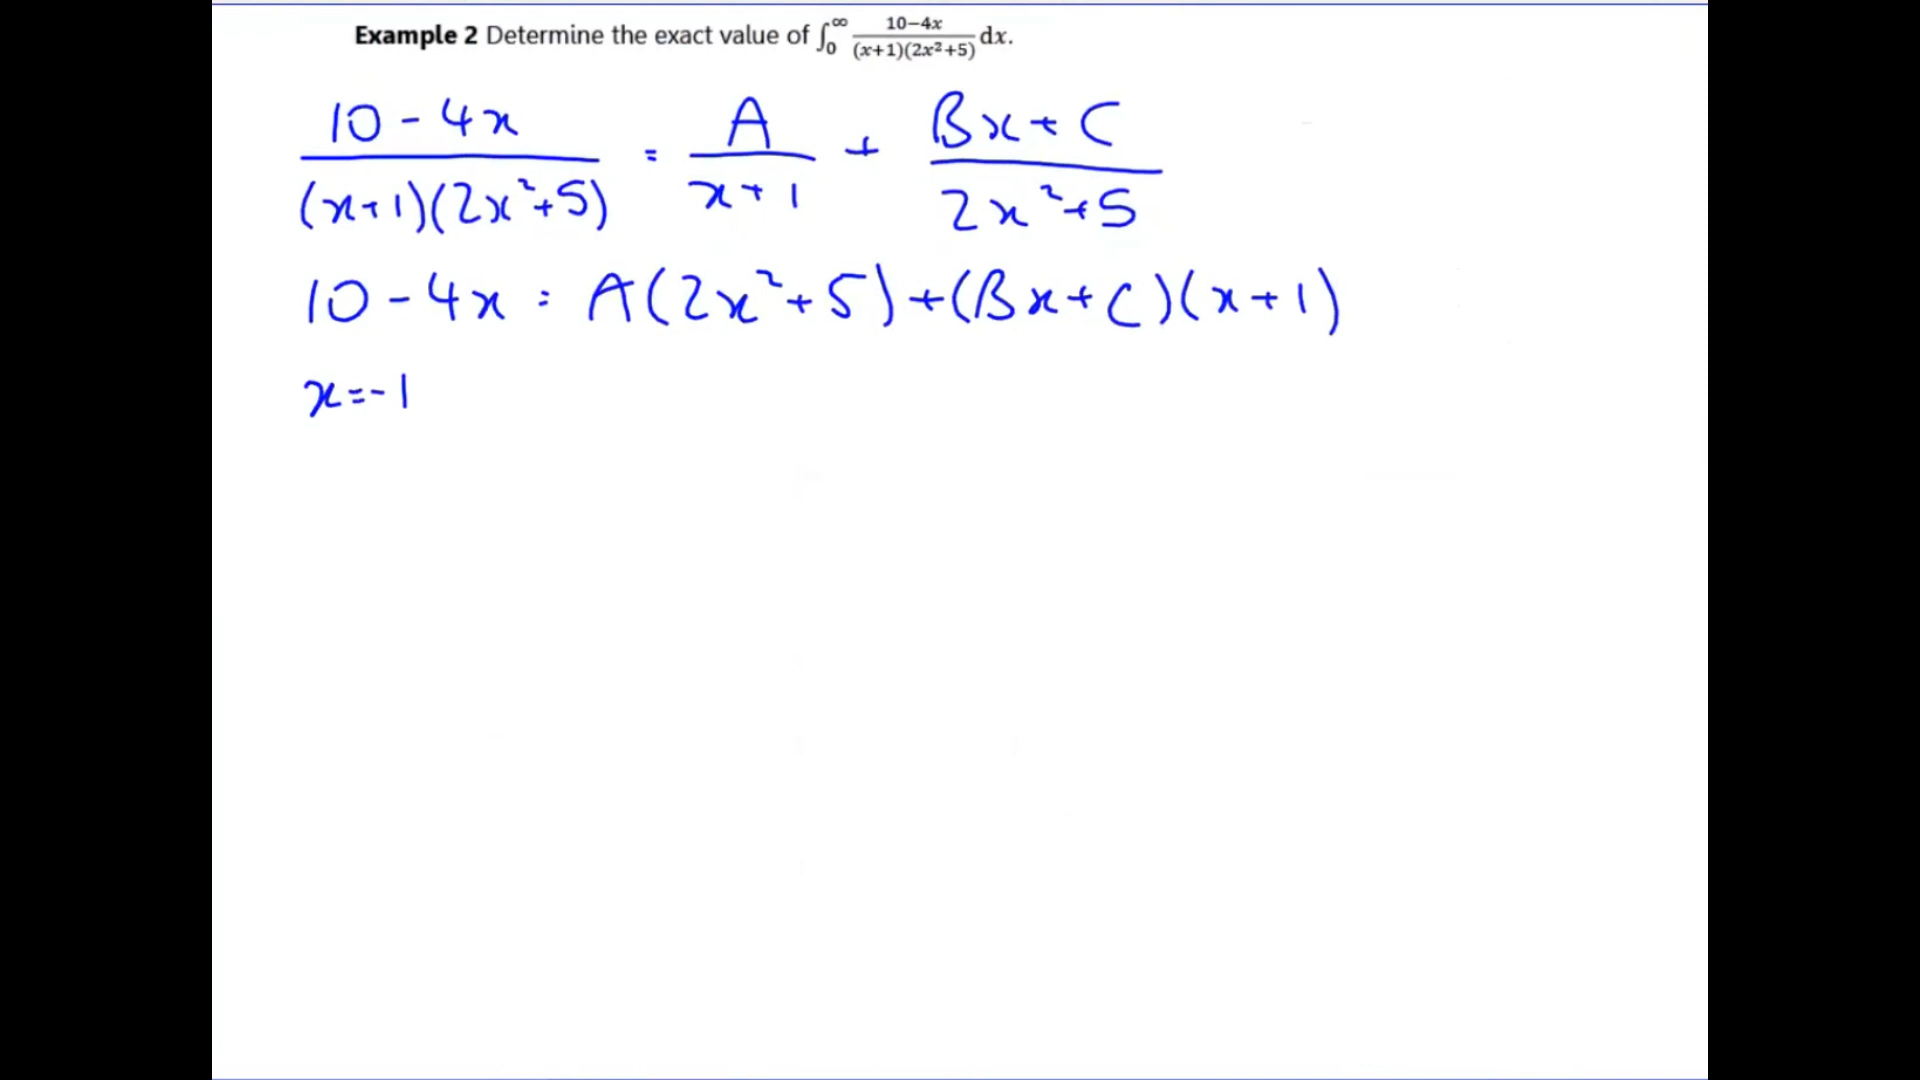 Example 2 Determine the exact value of ∫₀^∞ (10−4x)/((x+1)(2x²+5)) dx.
(10 - 4x)/((x+1)(2x²+5)) = A/(x+1) + (Bx+C)/(2x²+5)
10 - 4x = A(2x²+5)+(Bx+C)(x+1)
x=-1